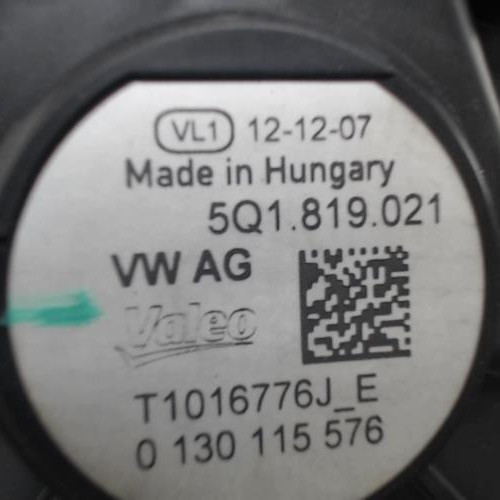 VL1 12-12-07
Made in Hungary
5Q1.819.021
VW AG
Valeo
T1016776J_E
0 130 115 576